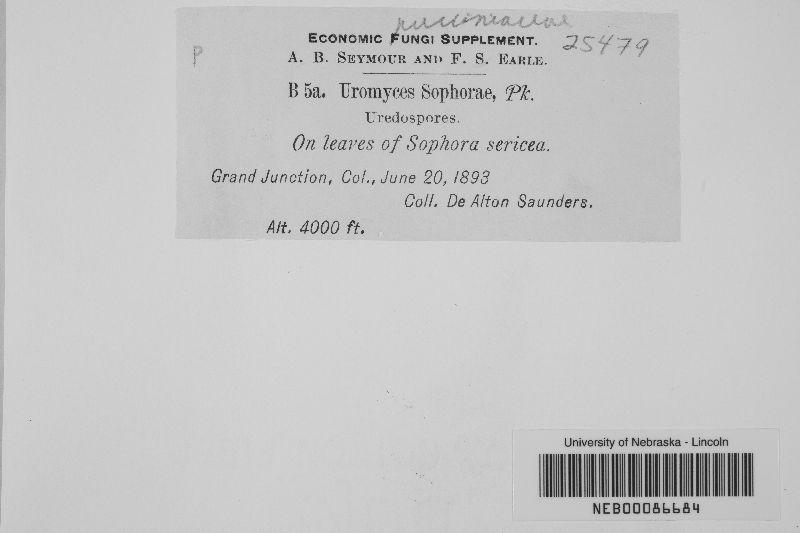 pucciniaceae
P
ECONOMIC FUNGI SUPPLEMENT.
25479
A. B. SEYMOUR AND F. S. EARLE.
B 5a. Uromyces Sophorae, Pk.
Uredospores.
On leaves of Sophora sericea.
Grand Junction, Col., June 20, 1893
Coll. De Alton Saunders.
Alt. 4000 ft.
University of Nebraska - Lincoln
NEB00086684